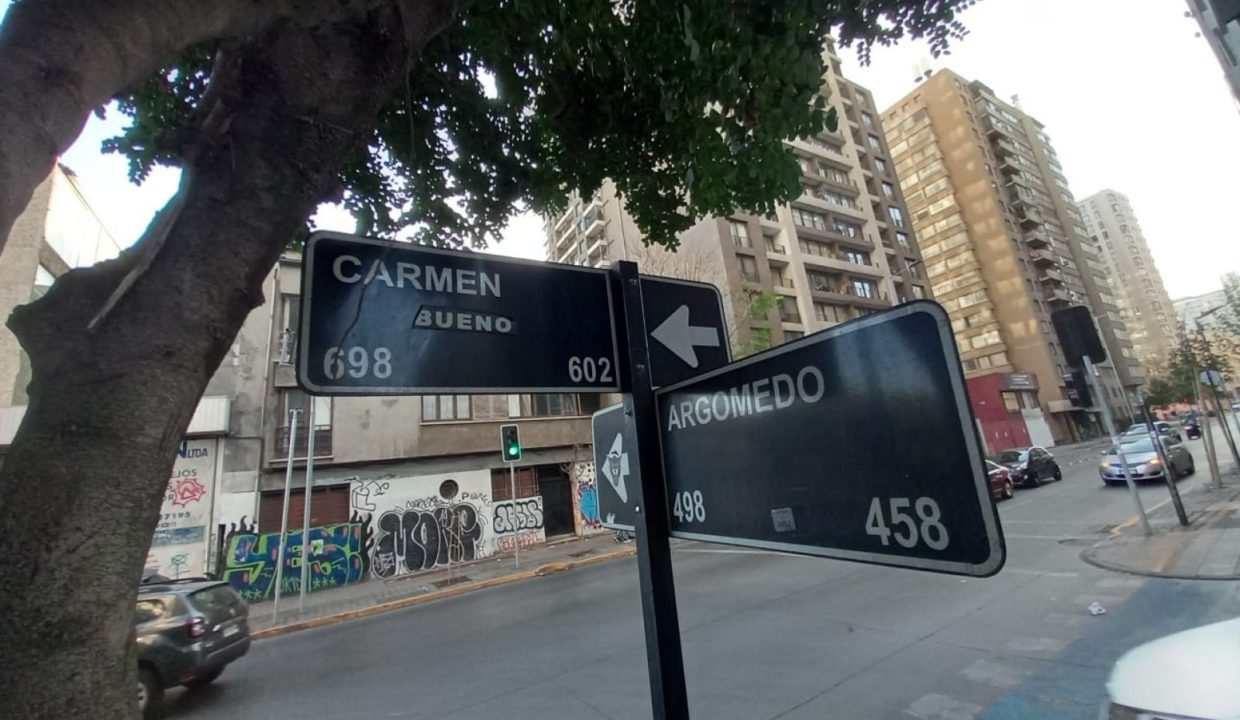 CARMEN
BUENO
698 602
ARGOMEDO
498 458